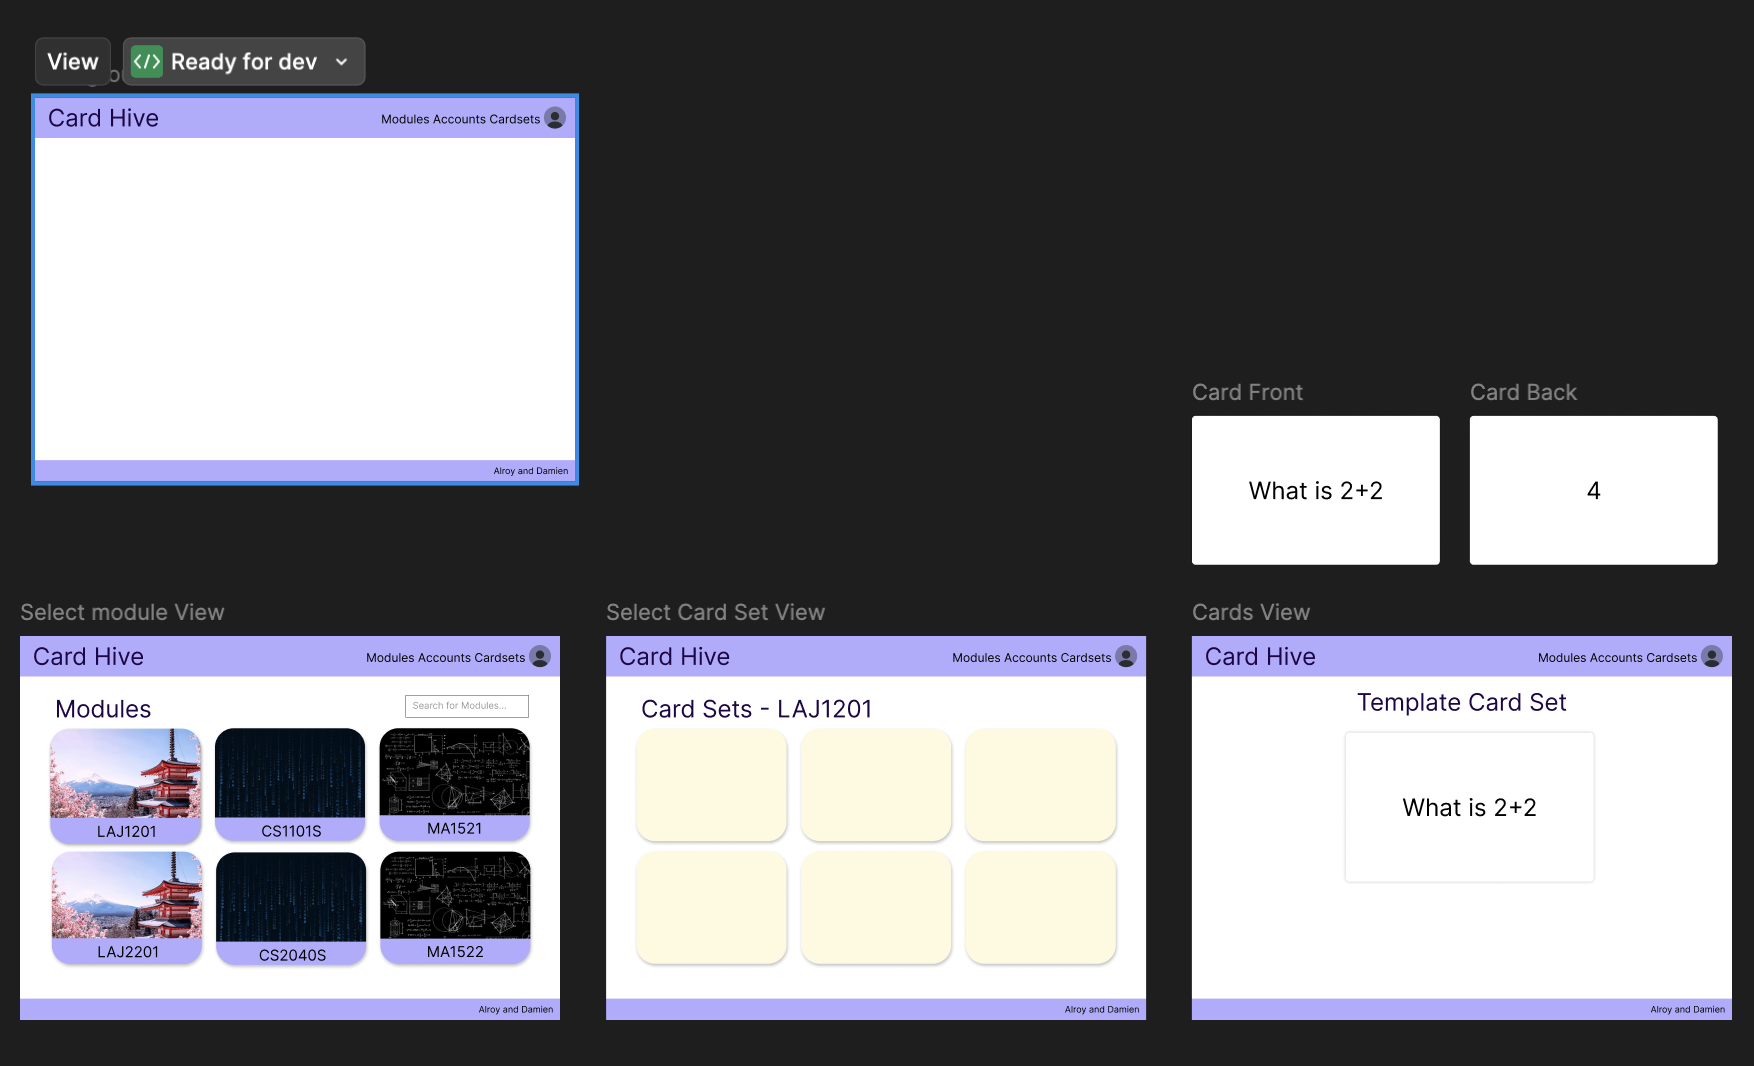 View
Ready for dev
Card Hive
Modules Accounts Cardsets
Alroy and Damien
Card Front
Card Back
What is 2+2
4
Select module View
Select Card Set View
Cards View
Card Hive
Modules Accounts Cardsets
Modules
Search for Modules...
LAJ1201
CS1101S
MA1521
LAJ2201
CS2040S
MA1522
Alroy and Damien
Card Hive
Modules Accounts Cardsets
Card Sets - LAJ1201
Alroy and Damien
Card Hive
Modules Accounts Cardsets
Template Card Set
What is 2+2
Alroy and Damien